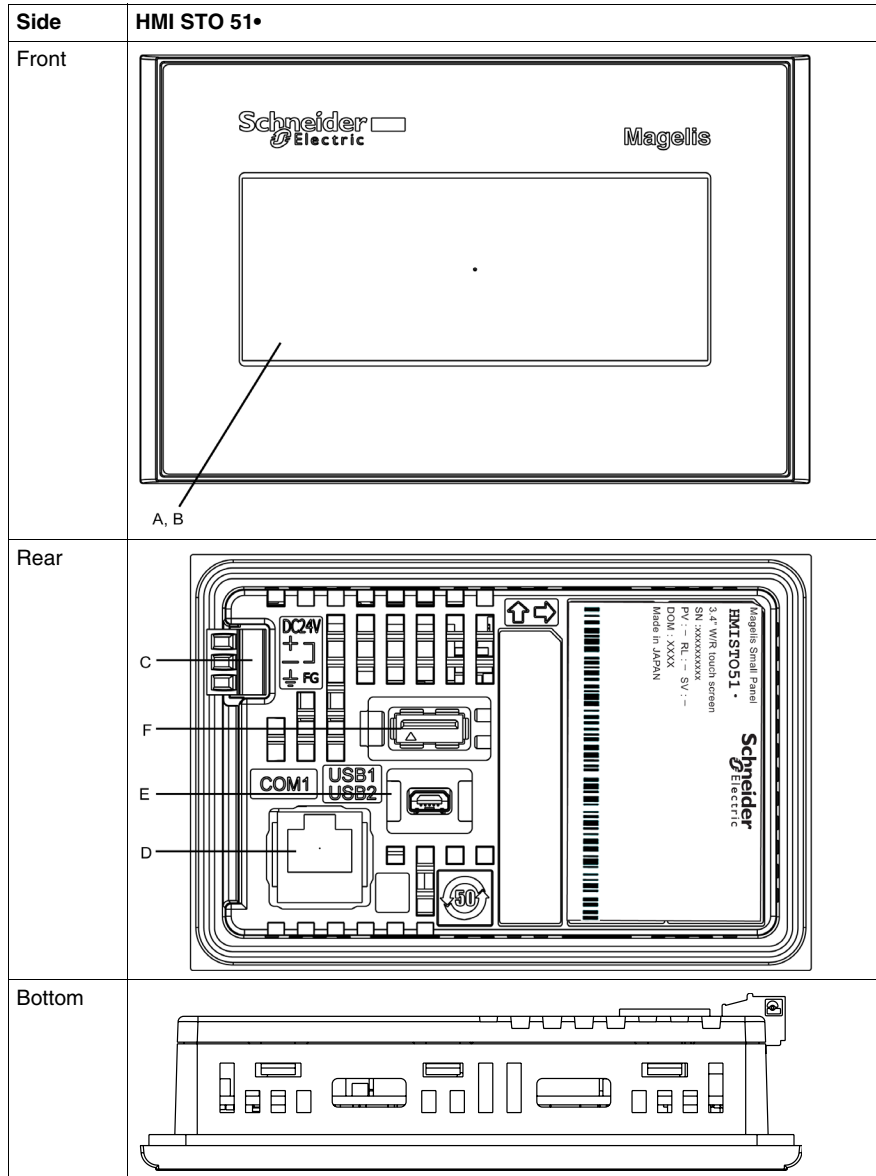 Side HMI STO 51•
Front
Schneider
Electric
Magelis
A, B
Rear
DC24V
+
−
FG
C
F
COM1
USB1
USB2
E
D
50
Magelis Small Panel
HMISTO51 •
3.4" W/R touch screen
SN :xxxxxxxxxx
PV : – RL : – SV : –
DOM : XXXX
Made in JAPAN
Schneider
Electric
Bottom